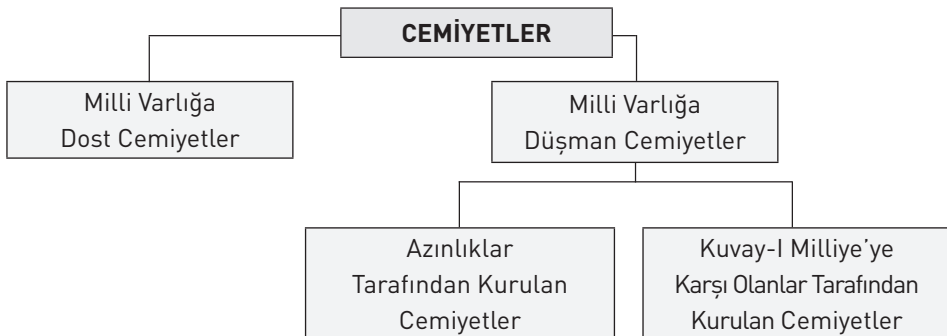 CEMİYETLER
Milli Varlığa
Dost Cemiyetler
Milli Varlığa
Düşman Cemiyetler
Azınlıklar
Tarafından Kurulan
Cemiyetler
Kuvay-I Milliye’ye
Karşı Olanlar Tarafından
Kurulan Cemiyetler